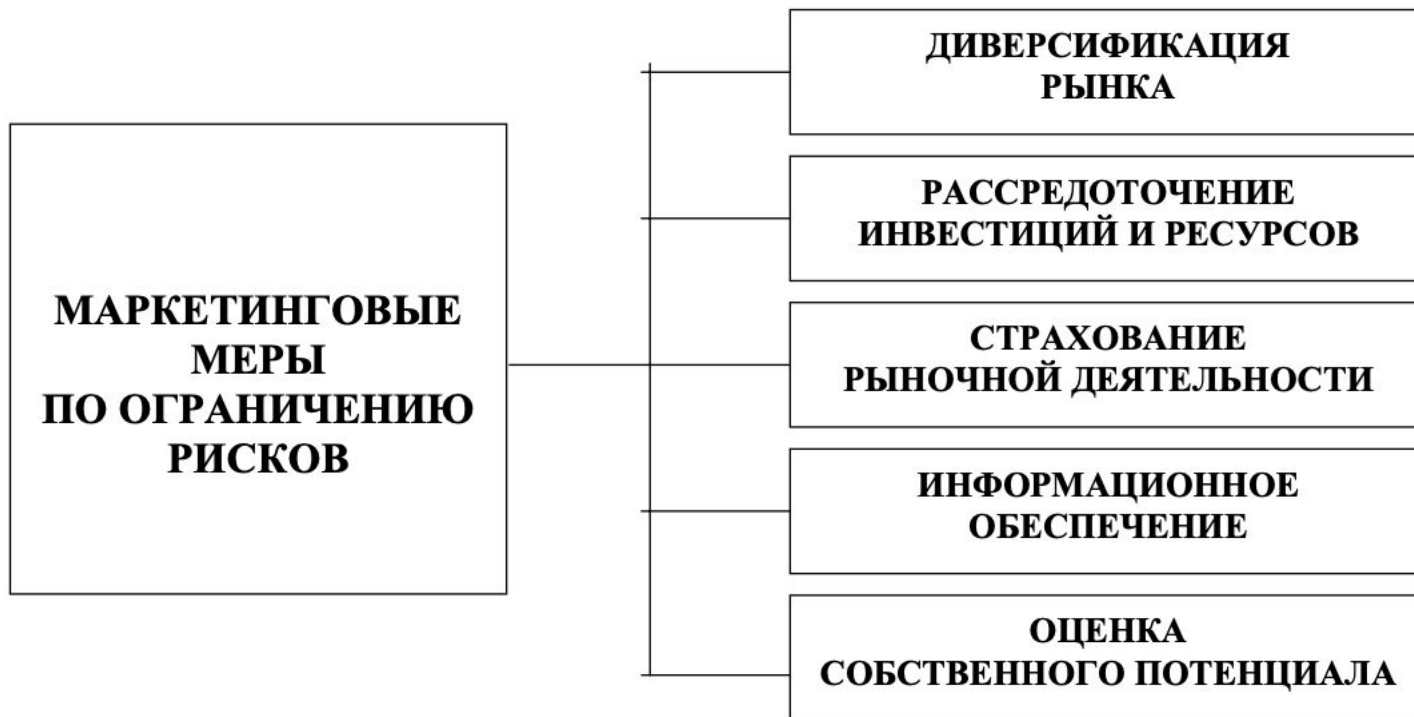 МАРКЕТИНГОВЫЕ
МЕРЫ
ПО ОГРАНИЧЕНИЮ
РИСКОВ
ДИВЕРСИФИКАЦИЯ
РЫНКА
РАССРЕДОТОЧЕНИЕ
ИНВЕСТИЦИЙ И РЕСУРСОВ
СТРАХОВАНИЕ
РЫНОЧНОЙ ДЕЯТЕЛЬНОСТИ
ИНФОРМАЦИОННОЕ
ОБЕСПЕЧЕНИЕ
ОЦЕНКА
СОБСТВЕННОГО ПОТЕНЦИАЛА